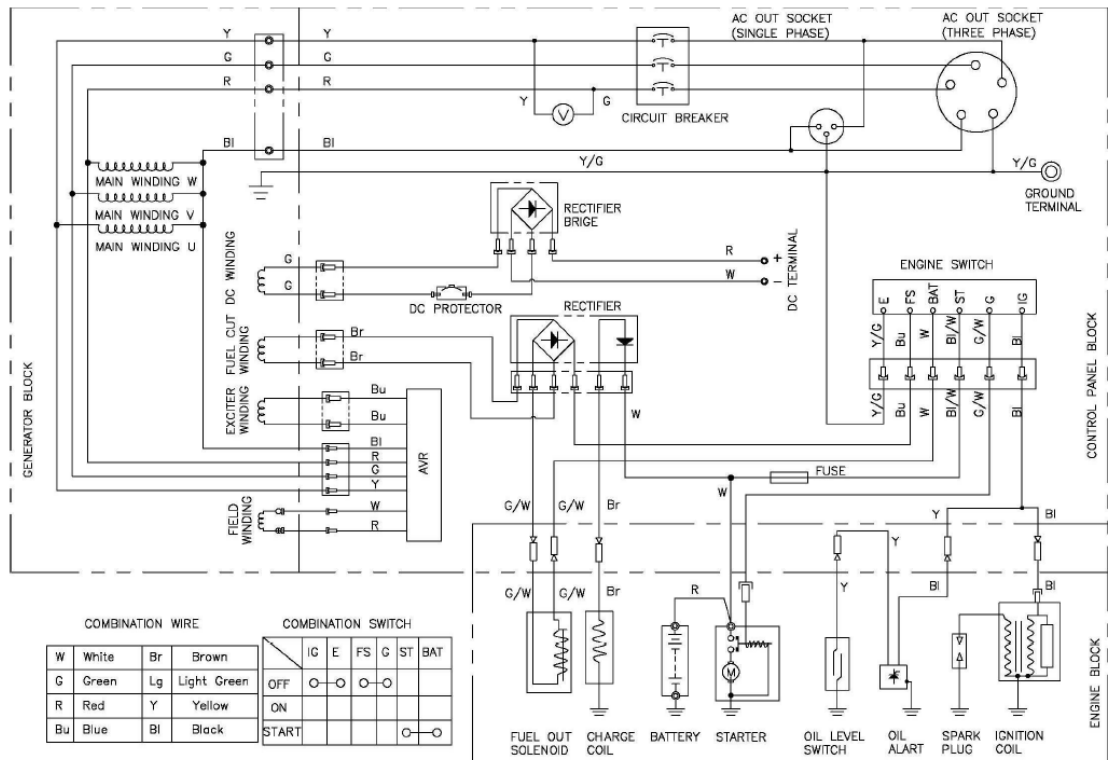 AC OUT SOCKET
(SINGLE PHASE)
AC OUT SOCKET
(THREE PHASE)
Y
Y
G
G
R
R
Y
V
G
CIRCUIT BREAKER
Bl
Bl
Y/G
Y/G
GROUND
TERMINAL
MAIN WINDING W
MAIN WINDING V
MAIN WINDING U
RECTIFIER
BRIGE
DC WINDING
G
G
DC PROTECTOR
R
+
W
-
DC TERMINAL
ENGINE SWITCH
E
FS
BAT
ST
G
IG
Y/G
Bu
W
Bl/W
G/W
Bl
Y/G
Bu
W
Bl/W
G/W
Bl
RECTIFIER
FUEL CUT
WINDING
Br
Br
W
EXCITER
WINDING
Bu
Bu
Bl
R
G
Y
W
R
AVR
FIELD
WINDING
GENERATOR BLOCK
CONTROL PANEL BLOCK
FUSE
W
G/W
G/W
Br
Y
Y
Bl
G/W
G/W
Br
R
Y
Bl
Bl
M
ENGINE BLOCK
FUEL OUT
SOLENOID
CHARGE
COIL
BATTERY
STARTER
OIL LEVEL
SWITCH
OIL
ALART
SPARK
PLUG
IGNITION
COIL
COMBINATION WIRE
W White Br Brown
G Green Lg Light Green
R Red Y Yellow
Bu Blue Bl Black
COMBINATION SWITCH
IG E FS G ST BAT
OFF
ON
START